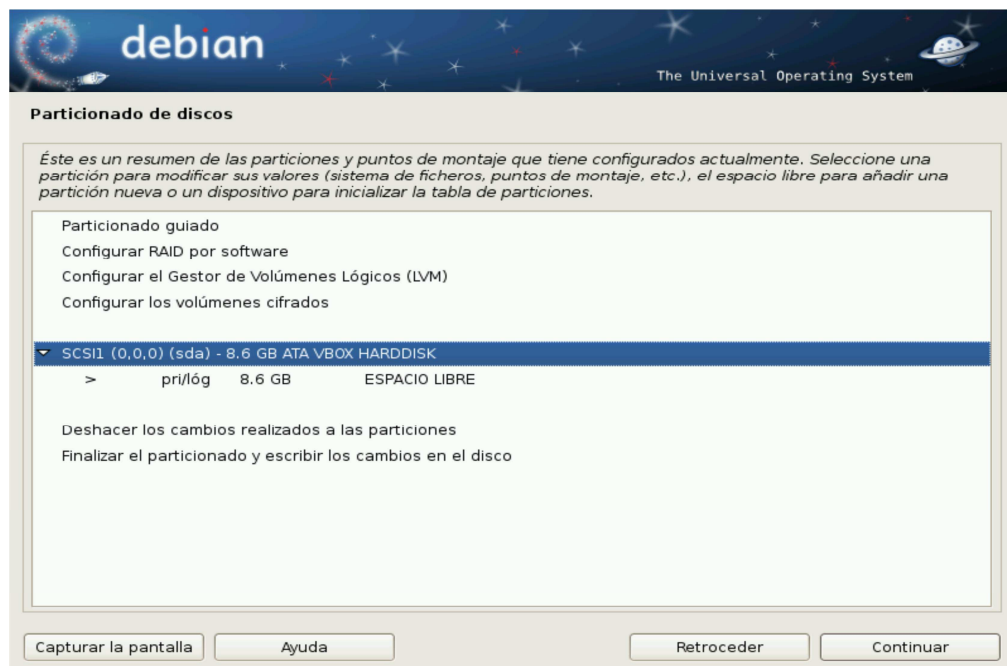 debian
The Universal Operating System
Particionado de discos
Éste es un resumen de las particiones y puntos de montaje que tiene configurados actualmente. Seleccione una
partición para modificar sus valores (sistema de ficheros, puntos de montaje, etc.), el espacio libre para añadir una
partición nueva o un dispositivo para inicializar la tabla de particiones.
Particionado guiado
Configurar RAID por software
Configurar el Gestor de Volúmenes Lógicos (LVM)
Configurar los volúmenes cifrados
SCSI1 (0,0,0) (sda) - 8.6 GB ATA VBOX HARDDISK
> pri/lóg 8.6 GB ESPACIO LIBRE
Deshacer los cambios realizados a las particiones
Finalizar el particionado y escribir los cambios en el disco
Capturar la pantalla Ayuda Retroceder Continuar